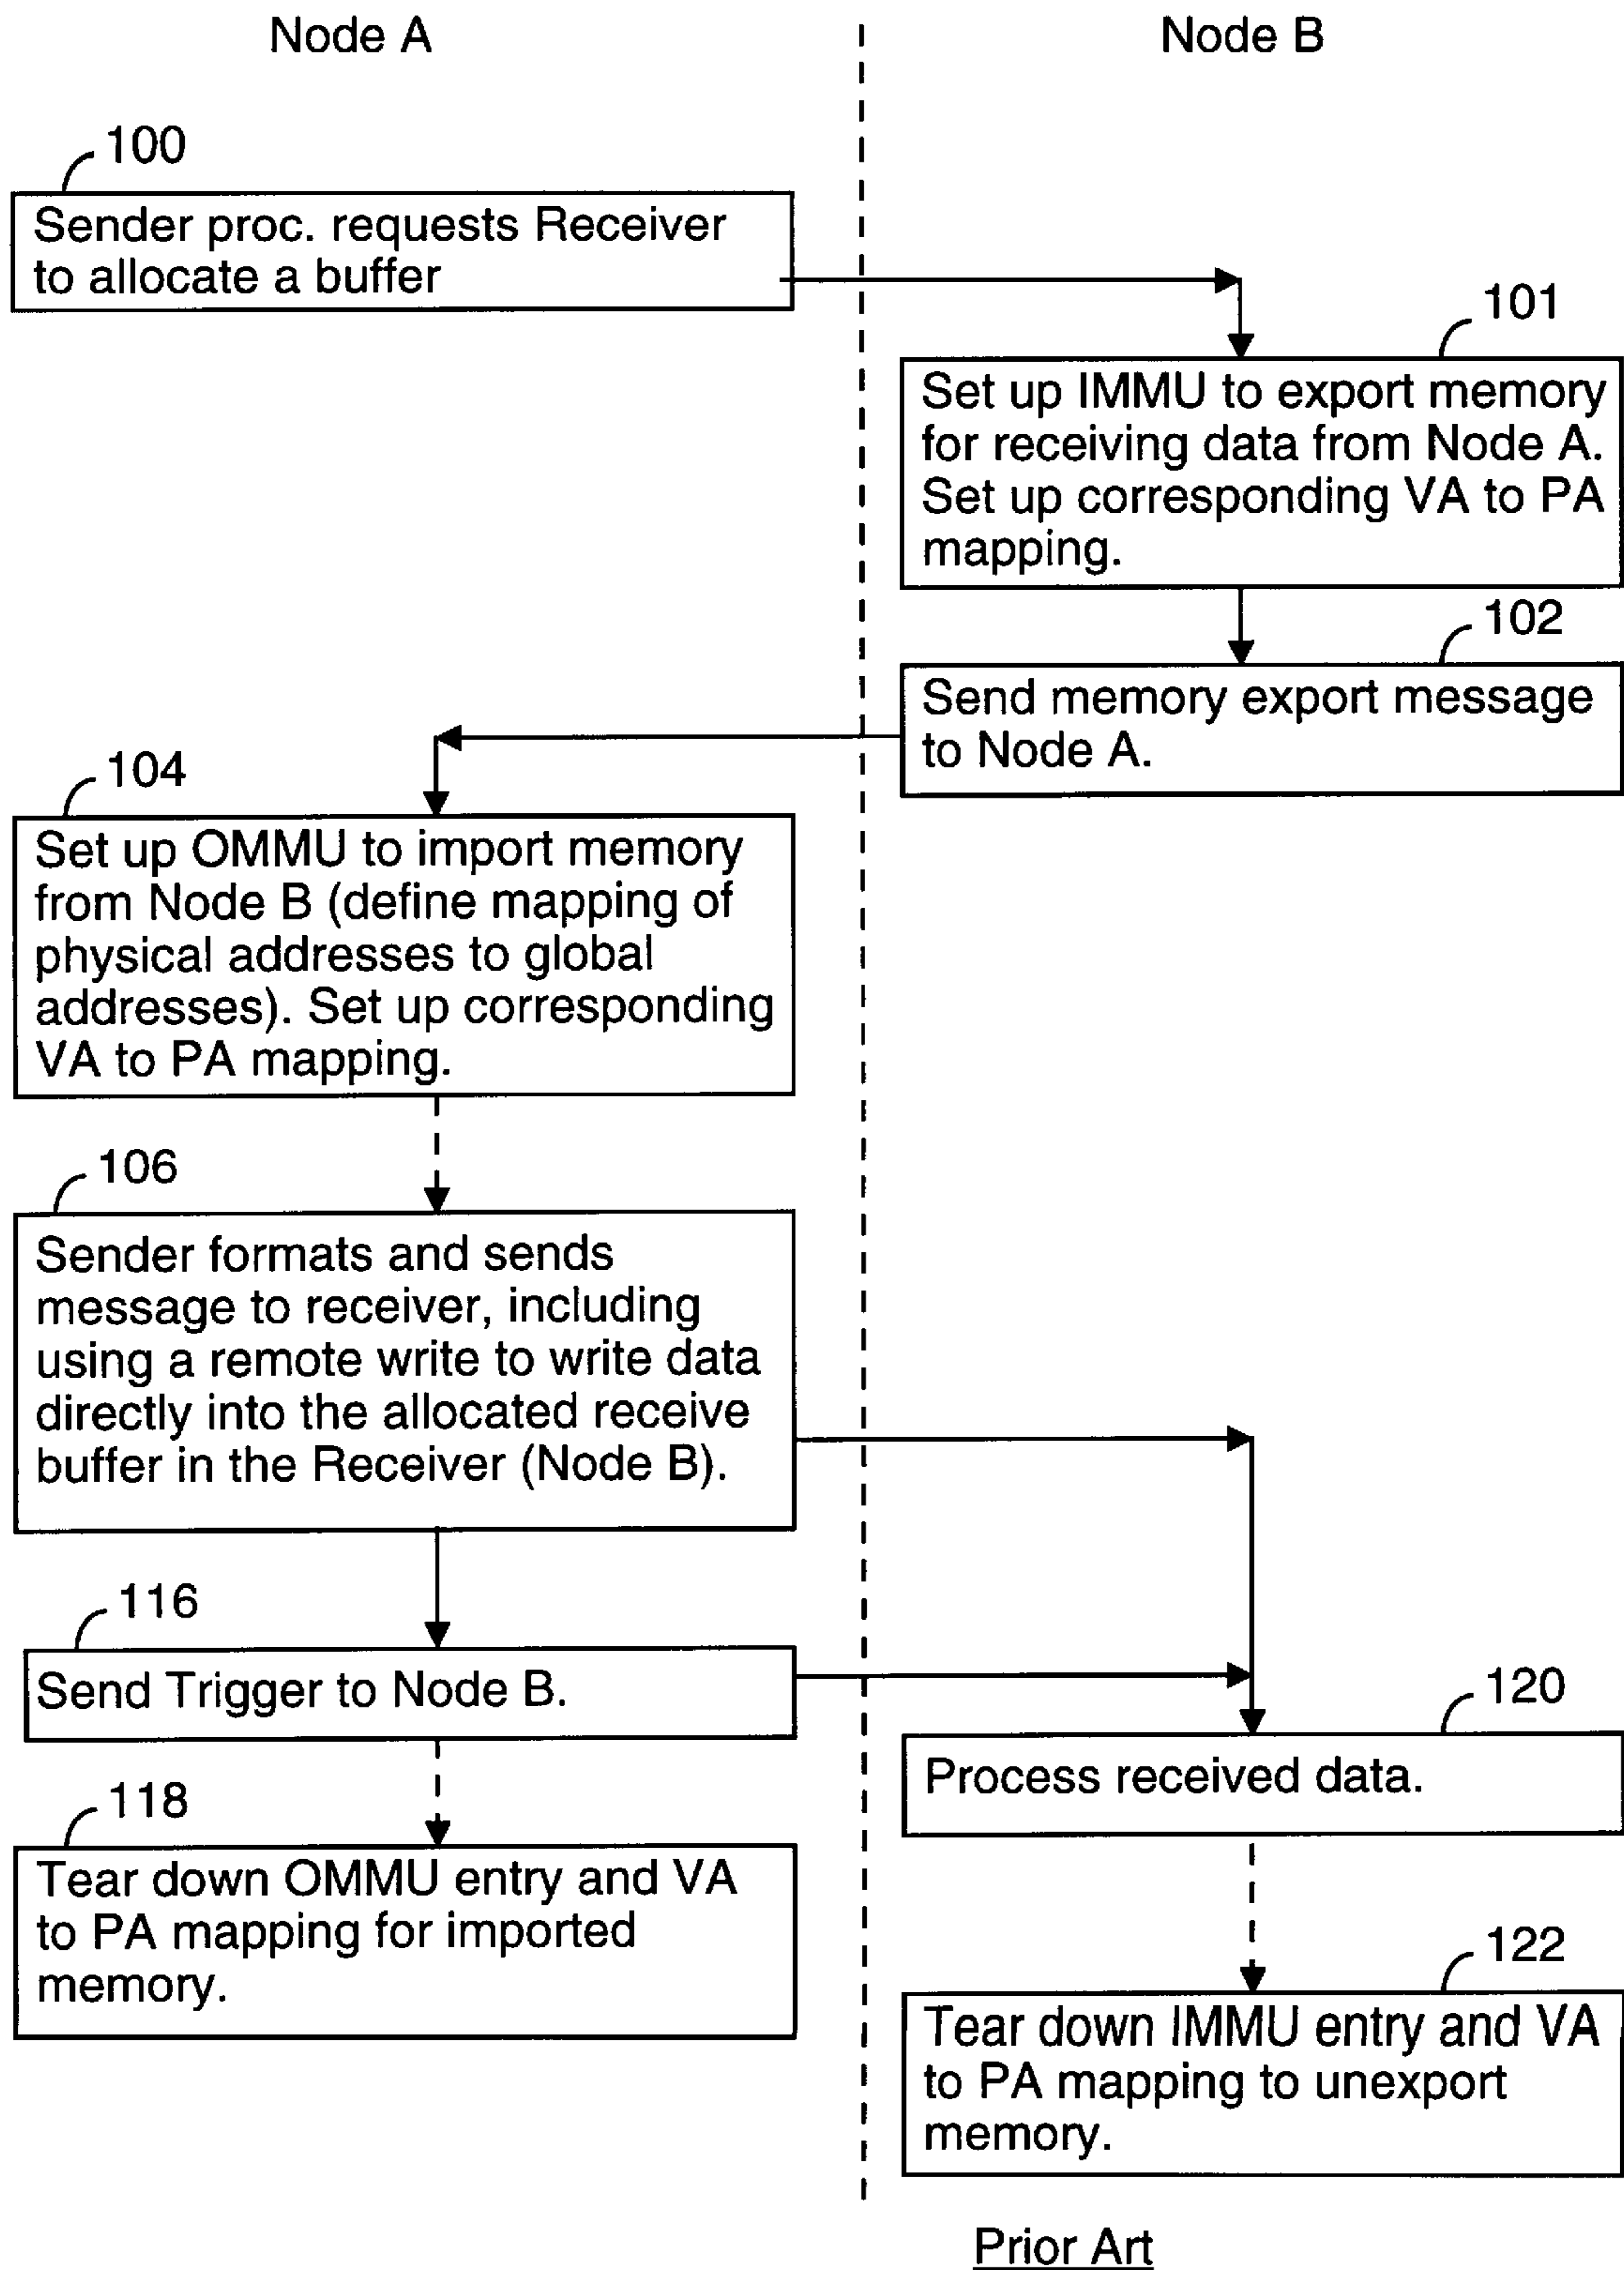 Node A
Node B
100
Sender proc. requests Receiver
to allocate a buffer
101
Set up IMMU to export memory
for receiving data from Node A.
Set up corresponding VA to PA
mapping.
102
Send memory export message
to Node A.
104
Set up OMMU to import memory
from Node B (define mapping of
physical addresses to global
addresses). Set up corresponding
VA to PA mapping.
106
Sender formats and sends
message to receiver, including
using a remote write to write data
directly into the allocated receive
buffer in the Receiver (Node B).
116
Send Trigger to Node B.
120
Process received data.
118
Tear down OMMU entry and VA
to PA mapping for imported
memory.
122
Tear down IMMU entry and VA
to PA mapping to unexport
memory.
Prior Art